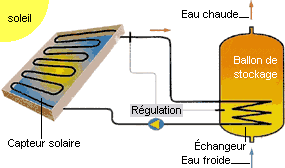 soleil
Eau chaude
Ballon de
stockage
Régulation
Capteur solaire
Échangeur
Eau froide